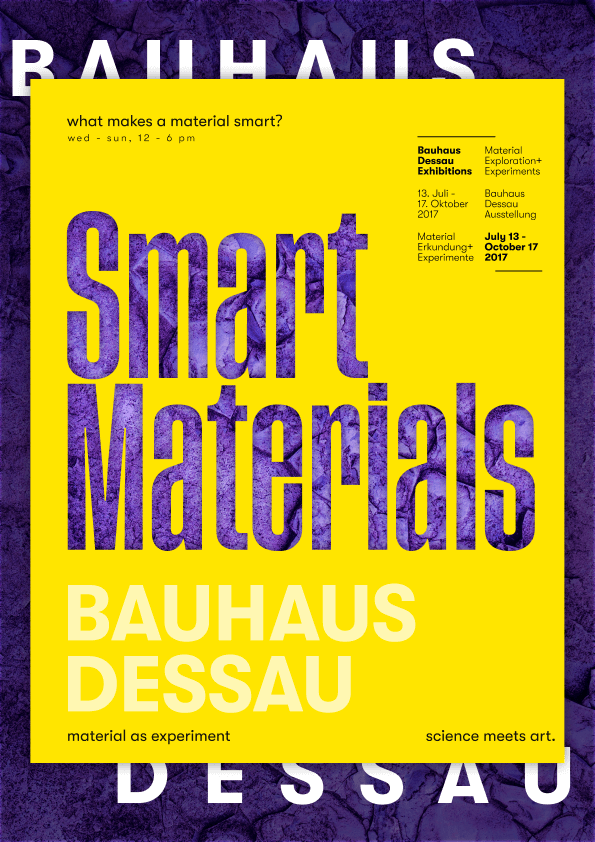 BAUHAUS
what makes a material smart?
wed - sun, 12 - 6 pm
Bauhaus
Dessau
Exhibitions
13. Juli -
17. Oktober
2017
Material
Erkundung+
Experimente
Material
Exploration+
Experiments
Bauhaus
Dessau
Ausstellung
July 13 -
October 17
2017
Smart
Materials
BAUHAUS
DESSAU
material as experiment
science meets art.
DESSAU